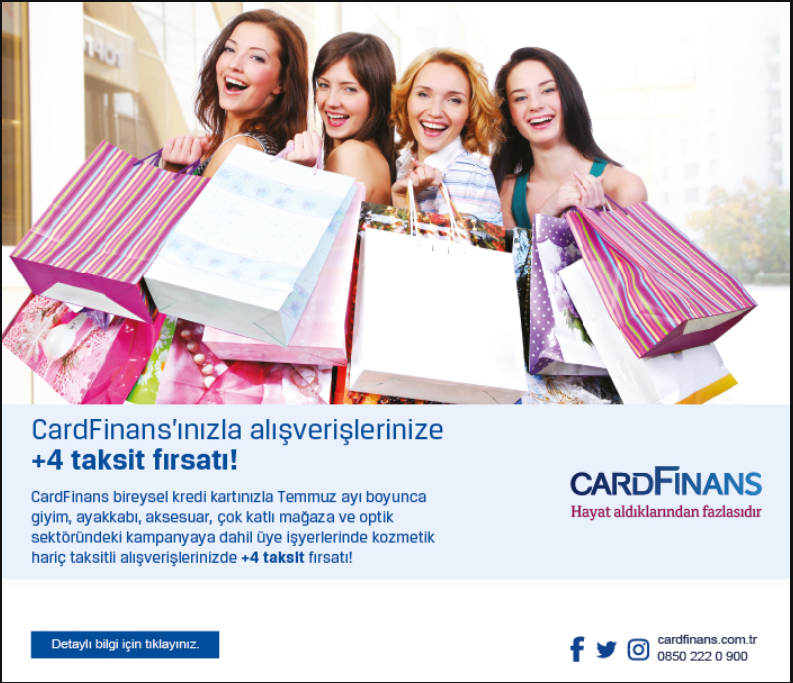 CardFinans'ınızla alışverişlerinize
+4 taksit fırsatı!
CardFinans bireysel kredi kartınızla Temmuz ayı boyunca
giyim, ayakkabı, aksesuar, çok katlı mağaza ve optik
sektöründeki kampanyaya dahil üye işyerlerinde kozmetik
hariç taksitli alışverişlerinizde +4 taksit fırsatı!
CARDFINANS
Hayat aldıklarından fazlasıdır
Detaylı bilgi için tıklayınız.
cardfinans.com.tr
0850 222 0 900